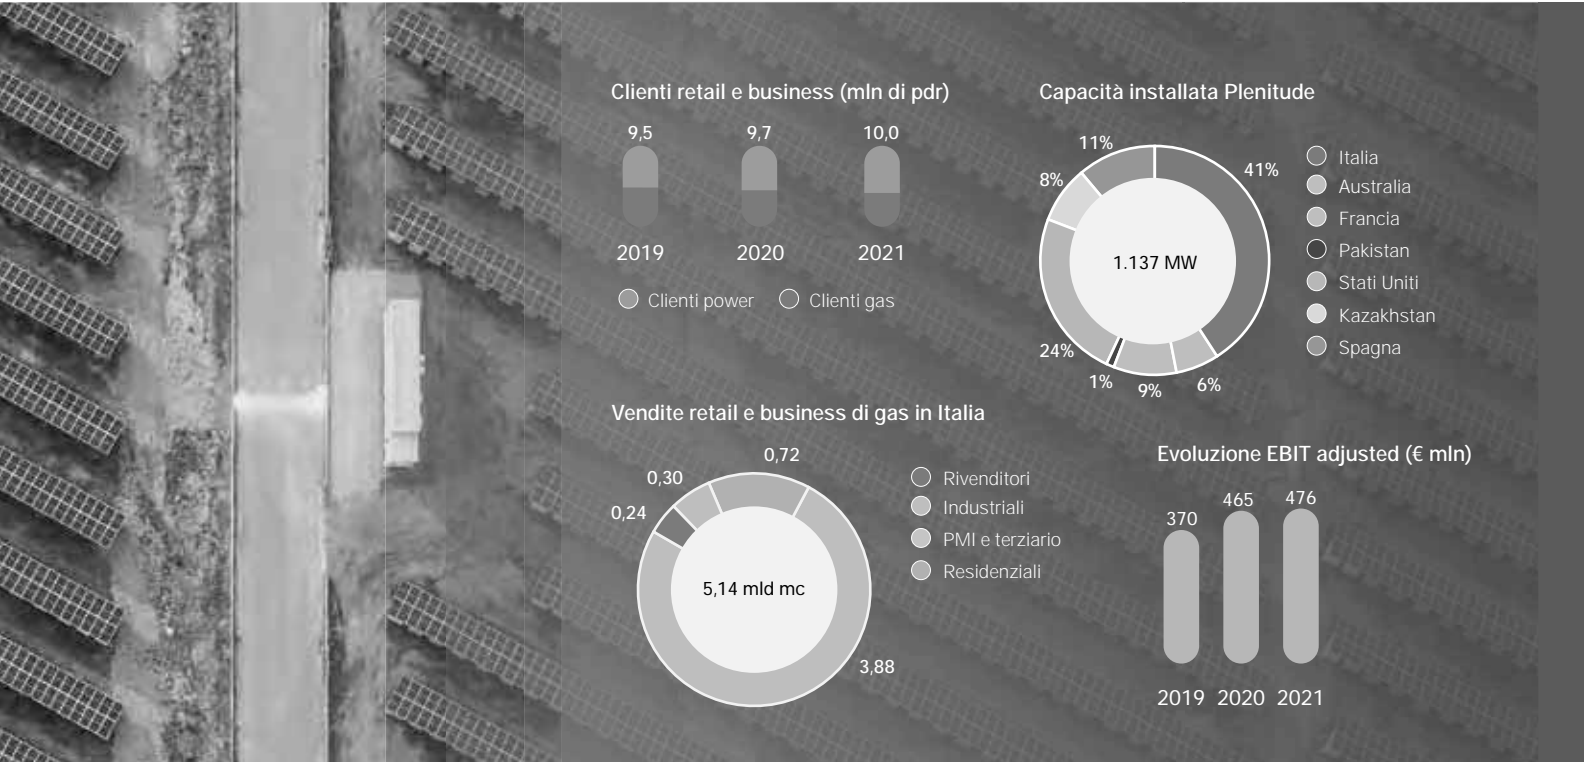 Clienti retail e business (mln di pdr)
9,5
9,7
10,0
2019
2020
2021
Clienti power
Clienti gas
Capacità installata Plenitude
11%
41%
8%
1.137 MW
24%
1%
9%
6%
Italia
Australia
Francia
Pakistan
Stati Uniti
Kazakhstan
Spagna
Vendite retail e business di gas in Italia
0,72
0,30
0,24
5,14 mld mc
3,88
Rivenditori
Industriali
PMI e terziario
Residenziali
Evoluzione EBIT adjusted (€ mln)
370
465
476
2019
2020
2021